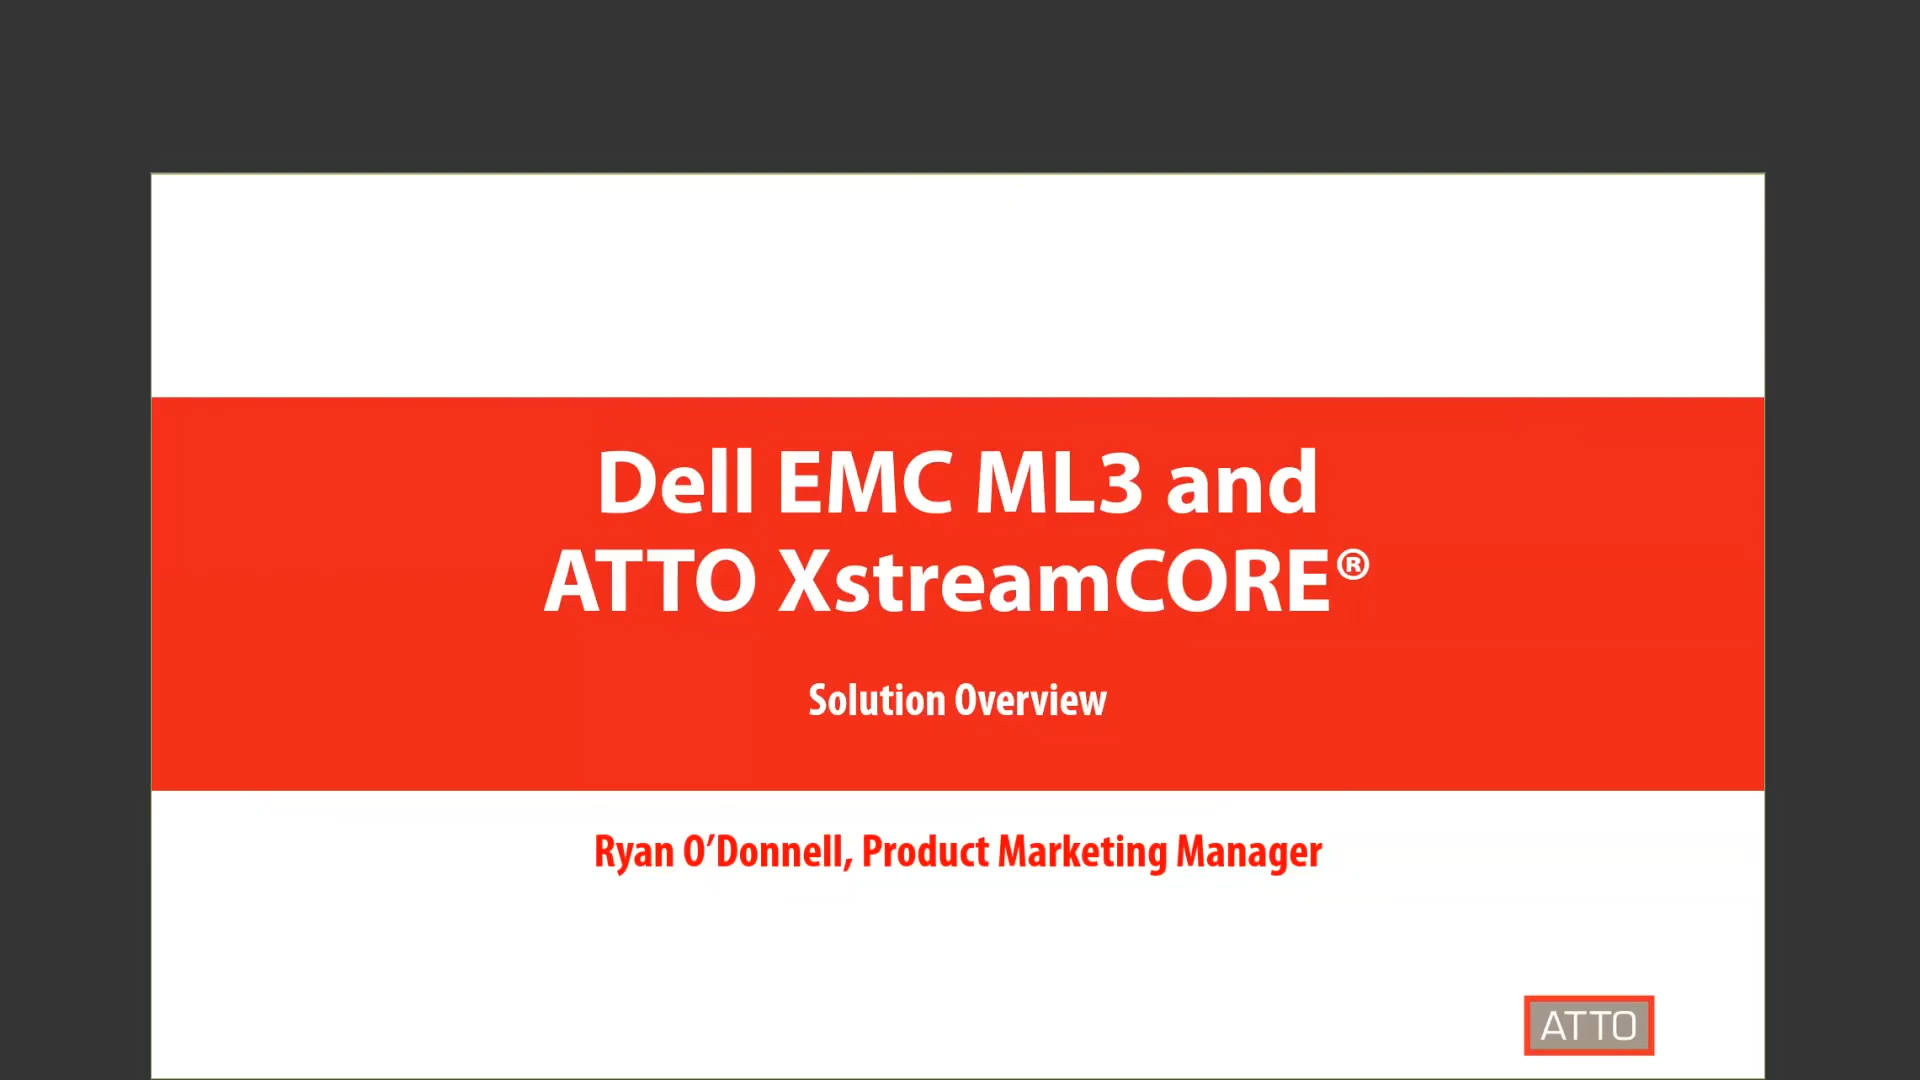 Dell EMC ML3 and
ATTO XstreamCORE®
Solution Overview
Ryan O’Donnell, Product Marketing Manager
ATTO